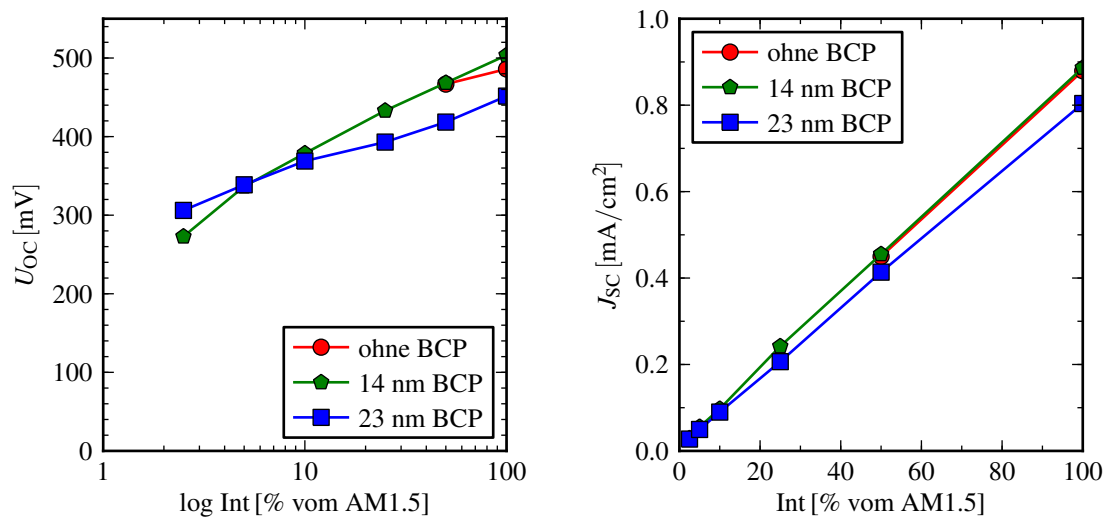 500
400
300
200
100
0
U_OC [mV]
1
10
100
log Int [% vom AM1.5]
ohne BCP
14 nm BCP
23 nm BCP
1.0
0.8
0.6
0.4
0.2
0.0
J_SC [mA/cm²]
0
20
40
60
80
100
Int [% vom AM1.5]
ohne BCP
14 nm BCP
23 nm BCP